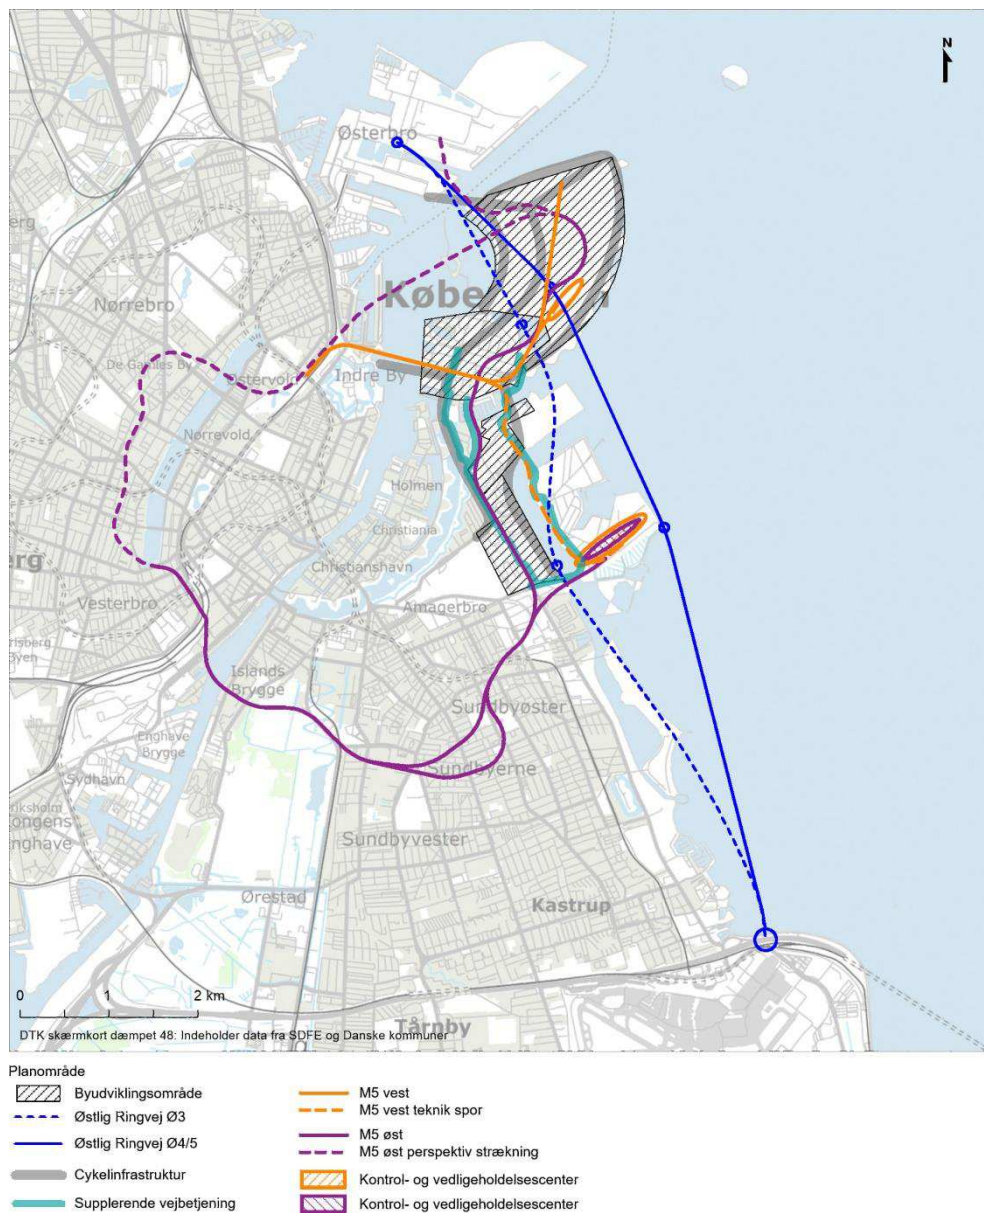 N
Østerbro
Nørrebro
København
De Gamles By
Østervold
Indre By
Nørrevold
Holmen
Christiania
Christianshavn
Vesterbro
Amagerbro
Islands
Brygge
Enghave
Brygge
Sundbyøster
Sundbyerne
Sydhavn
Sundbyvester
Ørestad
Kastrup
Tårnby
0 1 2 km
DTK skærmkort dæmpet 48: Indeholder data fra SDFE og Danske kommuner
Planområde
Byudviklingsområde
Østlig Ringvej Ø3
Østlig Ringvej Ø4/5
Cykelinfrastruktur
Supplerende vejbetjening
M5 vest
M5 vest teknik spor
M5 øst
M5 øst perspektiv strækning
Kontrol- og vedligeholdelsescenter
Kontrol- og vedligeholdelsescenter